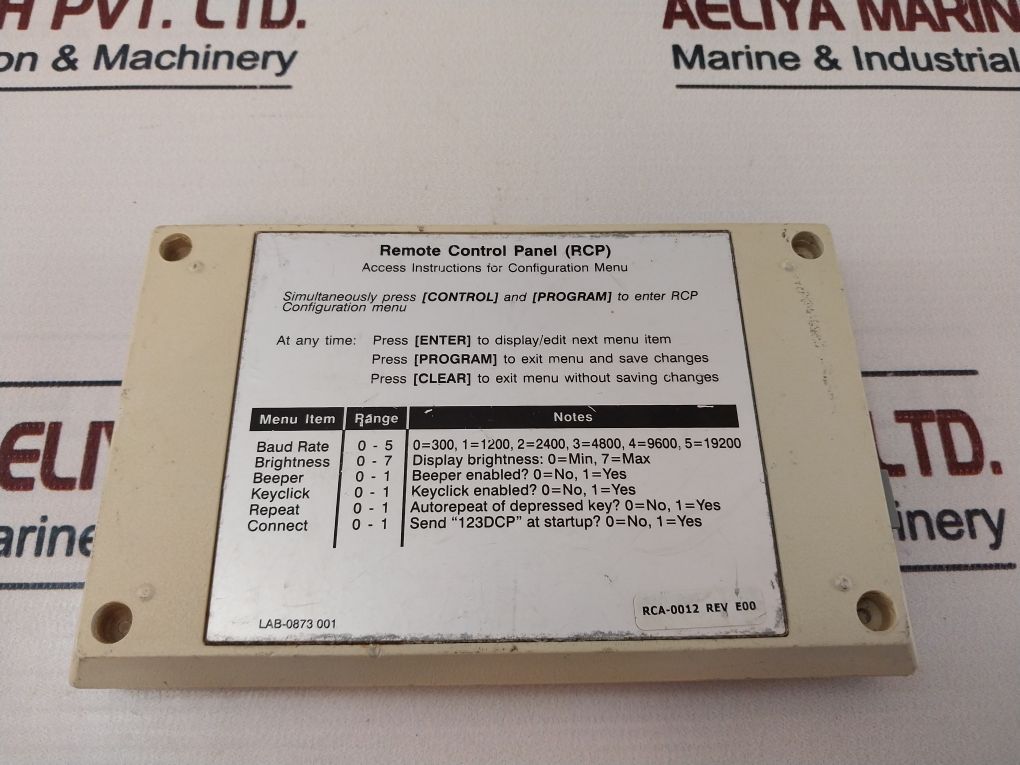 H PVT. LTD.
on & Machinery
AELIYA MARIN
Marine & Industrial
Remote Control Panel (RCP)
Access Instructions for Configuration Menu
Simultaneously press [CONTROL] and [PROGRAM] to enter RCP
Configuration menu
At any time: Press [ENTER] to display/edit next menu item
Press [PROGRAM] to exit menu and save changes
Press [CLEAR] to exit menu without saving changes
Menu Item Range Notes
Baud Rate 0 - 5 0=300, 1=1200, 2=2400, 3=4800, 4=9600, 5=19200
Brightness 0 - 7 Display brightness: 0=Min, 7=Max
Beeper 0 - 1 Beeper enabled? 0=No, 1=Yes
Keyclick 0 - 1 Keyclick enabled? 0=No, 1=Yes
Repeat 0 - 1 Autorepeat of depressed key? 0=No, 1=Yes
Connect 0 - 1 Send "123DCP" at startup? 0=No, 1=Yes
LAB-0873 001
RCA-0012 REV E00
ELIY
LTD.
arine
inery